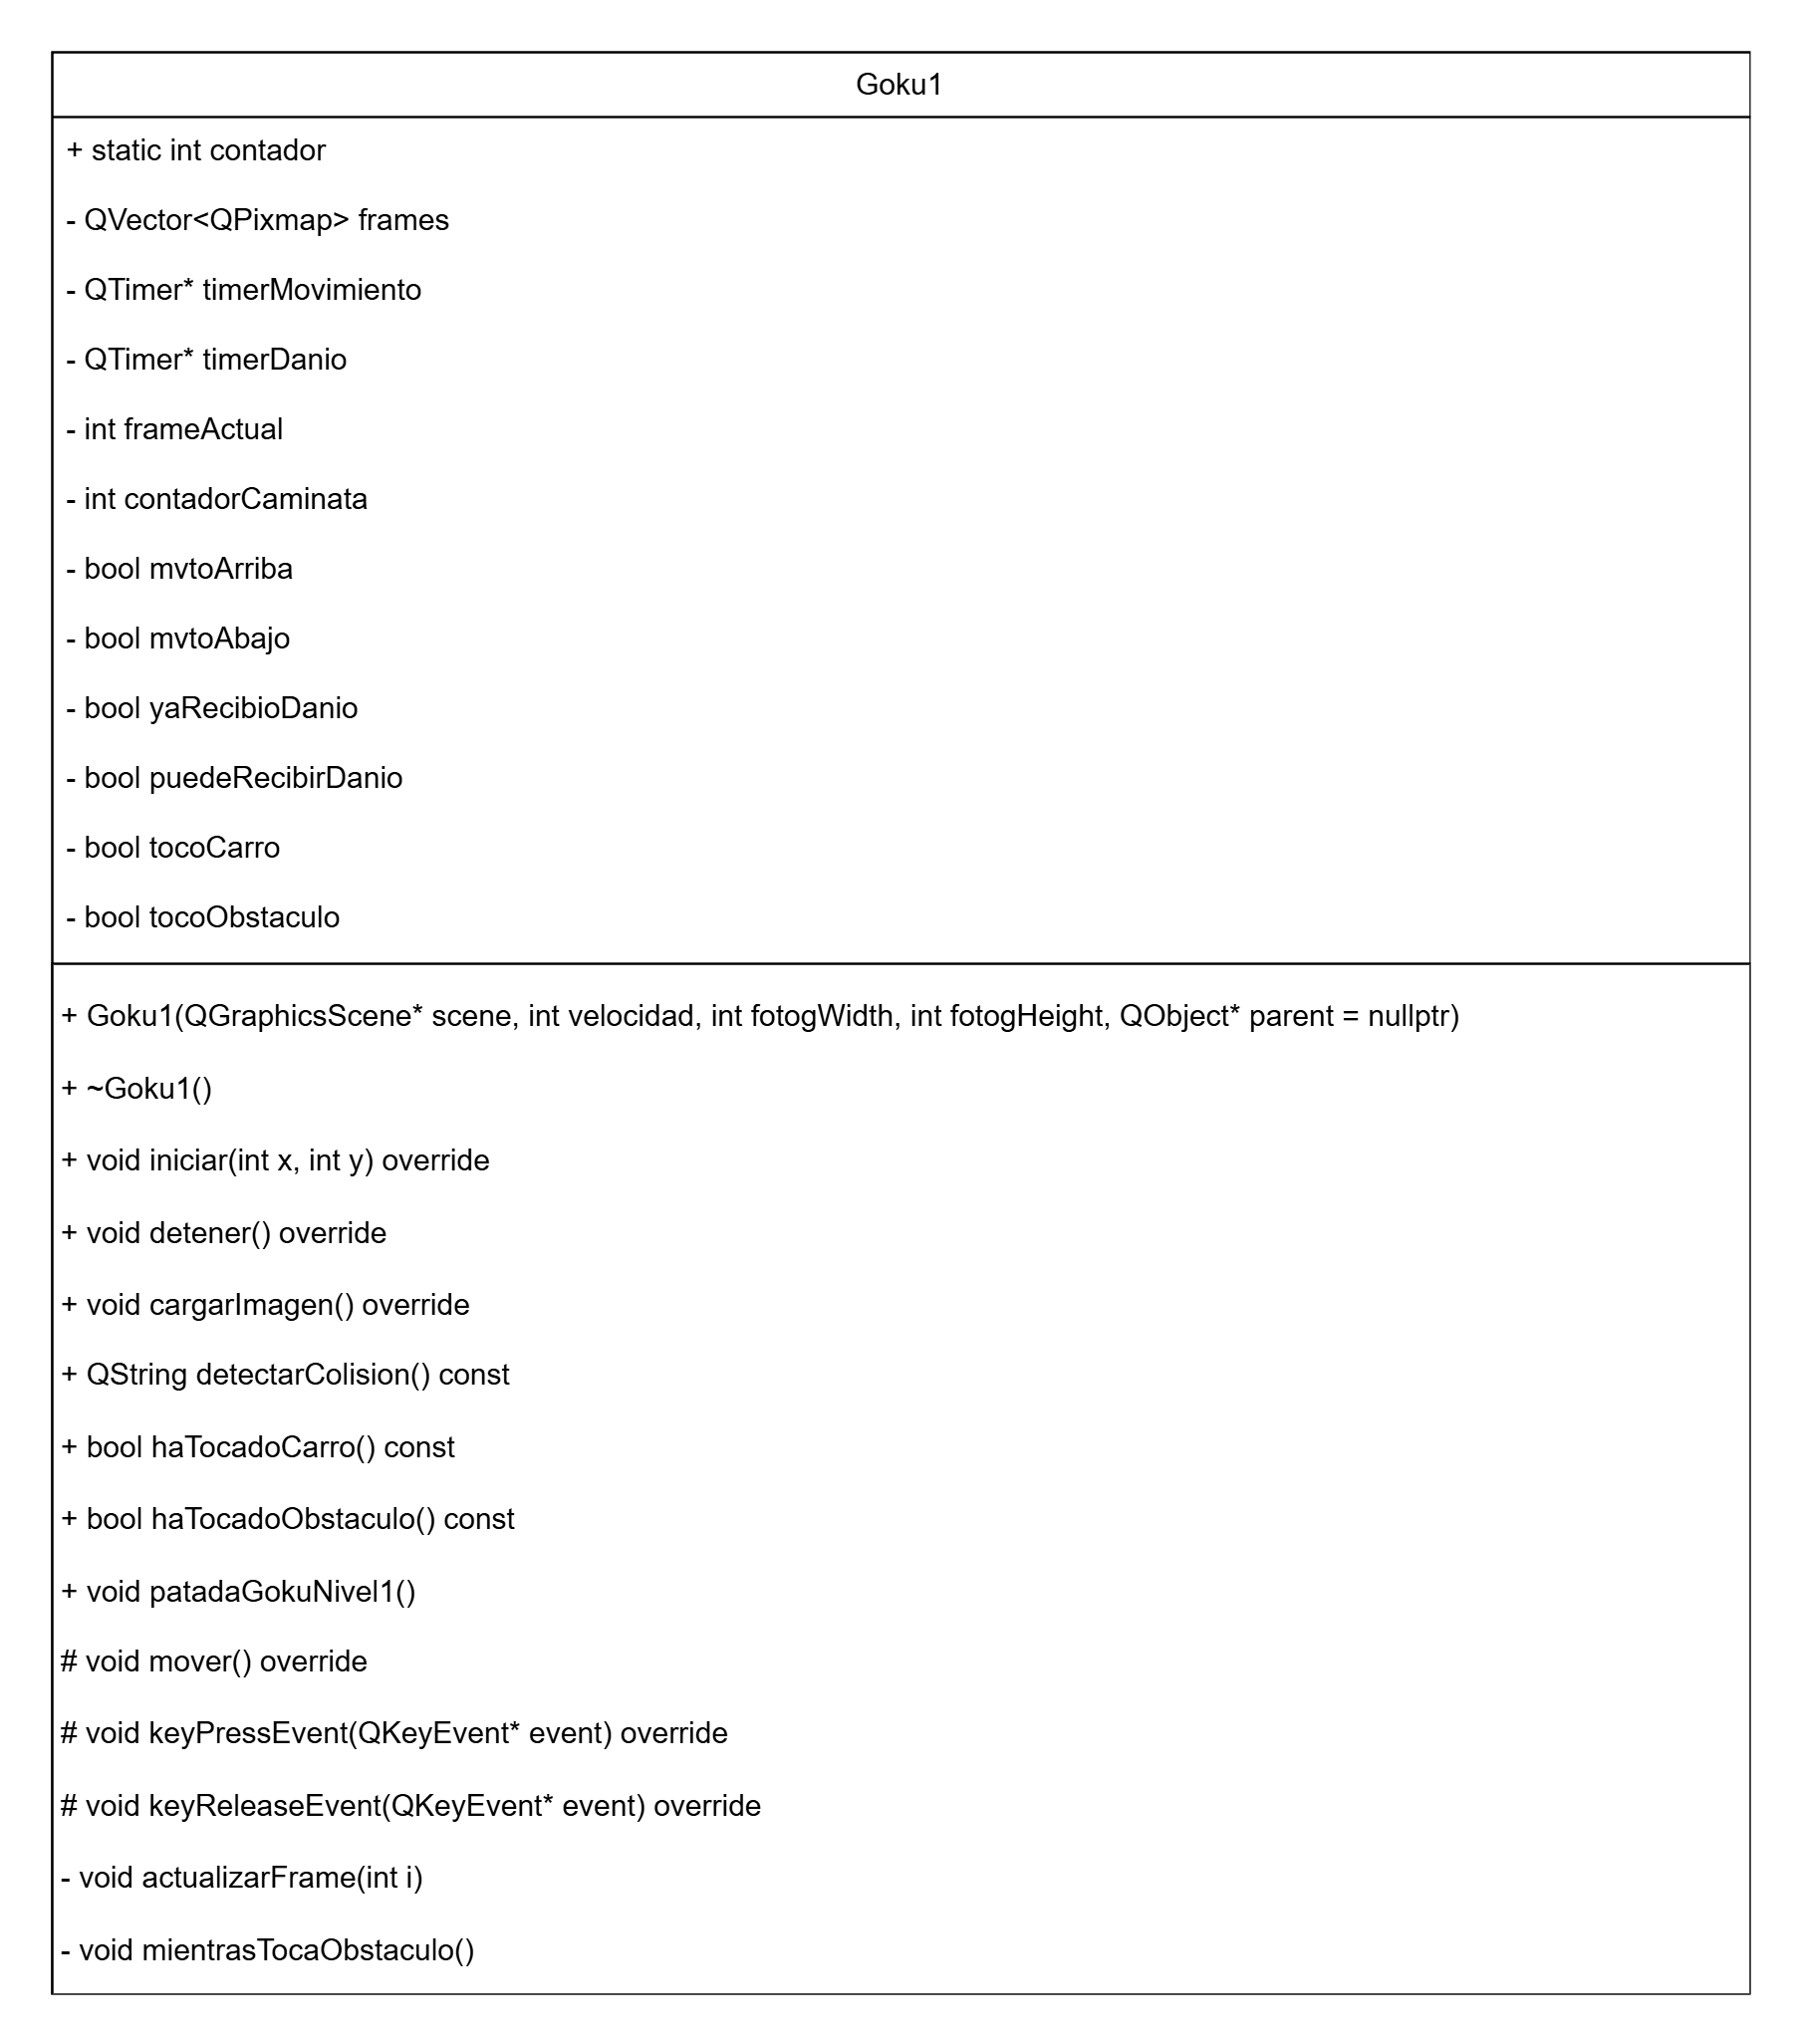 Goku1
+ static int contador
- QVector<QPixmap> frames
- QTimer* timerMovimiento
- QTimer* timerDanio
- int frameActual
- int contadorCaminata
- bool mvtoArriba
- bool mvtoAbajo
- bool yaRecibioDanio
- bool puedeRecibirDanio
- bool tocoCarro
- bool tocoObstaculo
+ Goku1(QGraphicsScene* scene, int velocidad, int fotogWidth, int fotogHeight, QObject* parent = nullptr)
+ ~Goku1()
+ void iniciar(int x, int y) override
+ void detener() override
+ void cargarImagen() override
+ QString detectarColision() const
+ bool haTocadoCarro() const
+ bool haTocadoObstaculo() const
+ void patadaGokuNivel1()
# void mover() override
# void keyPressEvent(QKeyEvent* event) override
# void keyReleaseEvent(QKeyEvent* event) override
- void actualizarFrame(int i)
- void mientrasTocaObstaculo()